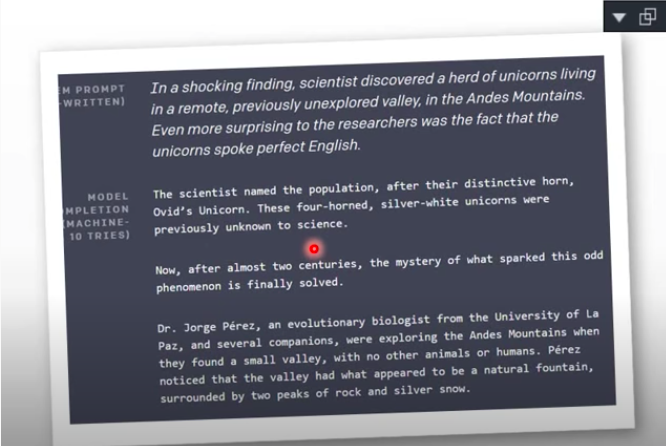 EM PROMPT
-WRITTEN)
In a shocking finding, scientist discovered a herd of unicorns living
in a remote, previously unexplored valley, in the Andes Mountains.
Even more surprising to the researchers was the fact that the
unicorns spoke perfect English.
MODEL
MPLETION
(MACHINE-
10 TRIES)
The scientist named the population, after their distinctive horn,
Ovid's Unicorn. These four-horned, silver-white unicorns were
previously unknown to science.
Now, after almost two centuries, the mystery of what sparked this odd
phenomenon is finally solved.
Dr. Jorge Pérez, an evolutionary biologist from the University of La
Paz, and several companions, were exploring the Andes Mountains when
they found a small valley, with no other animals or humans. Pérez
noticed that the valley had what appeared to be a natural fountain,
surrounded by two peaks of rock and silver snow.